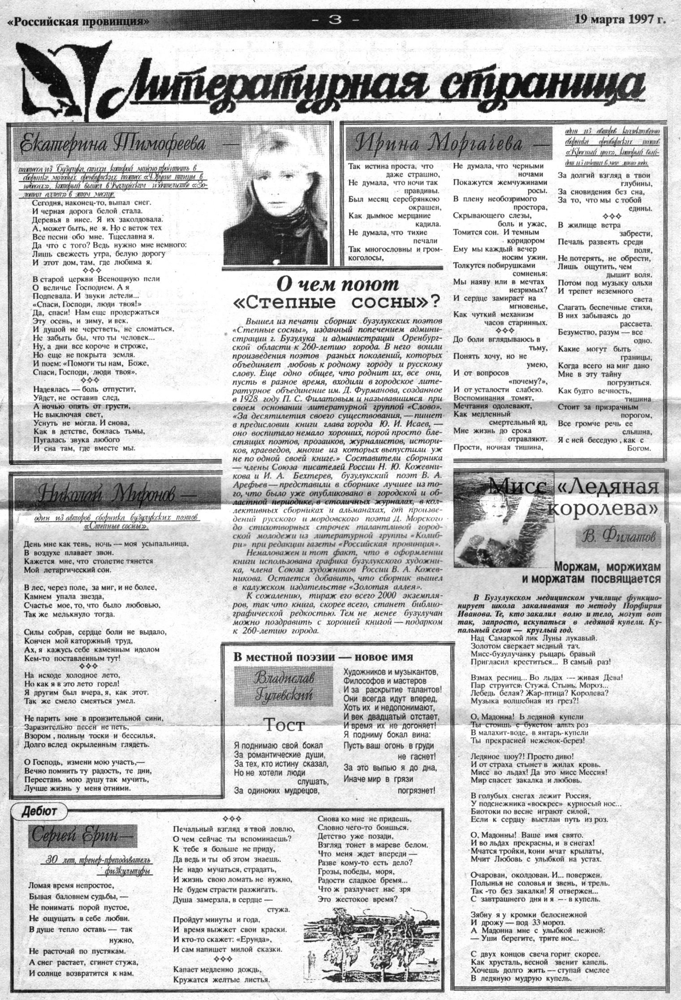 «Российская провинция»
- 3 -
19 марта 1997 г.
Литературная страница
Екатерина Тимофеева —
поэтесса из Бузулука, стихи которой можно прочитать в
сборнике, молодых оренбургских поэтесс «Другие птицы в
небесах», который вышел в Калужском издательстве «Зо-
лотая аллея» в этом месяце.
Сегодня, наконец-то, выпал снег.
И черная дорога белой стала.
Деревья в инее. Я их заколдовала.
А, может быть, не я. Но с веток тех
Все песни обо мне. Тщеславна я.
Да что с того? Ведь нужно мне немного:
Лишь свежесть утра, белую дорогу
И этот дом, там, где любима я.
◇◇◇
В старой церкви Всенощную пели
О величье Господнем. А я
Подпевала. И звуки летели...
«Спаси, Господи, люди твоя!»
Да, спаси! Нам еще продержаться
Эту осень, и зиму, и век.
И душой не черстветь, не сломаться,
Не забыть бы, что ты человек...
Ну, а дни все короче и строже,
Но еще не покрыта земля.
И поем: «Помоги ты нам, Боже,
Спаси, Господи, люди твоя».
◇◇◇
Надеялась — боль отпустит,
Уйдет, не оставив след,
А ночью опять от грусти,
Не выключая свет,
Уснуть не могла. И снова,
Как в детстве, боялась тьмы,
Пугалась звука любого
И сна там, где вместе мы.
Ирина Моргачева —
один из авторов коллективного
сборника оренбургских поэтов
«Красный угол», который вый-
дет из печати в мае этого года.
Так истина проста, что
даже страшно,
Не думала, что ночи так
правдивы.
Был месяц серебрянкою
окрашен,
Как дымное мерцание
кадила.
Не думала, что тихие
печали
Так многословны и гром-
коголосы,
Не думала, что черными
ночами
Покажутся жемчужинами
росы.
В плену необозримого
простора,
Скрывающего слезы,
боль и ужас,
Томится сон. И темным
коридором
Ему мы каждый вечер
носим ужин.
Толкутся побирушками
сомненья:
Мы наяву или в мечтах
незримых?
И сердце замирает на
мгновенье,
Как чуткий механизм
часов старинных.
◇◇◇
До боли вглядываюсь в
тьму,
Понять хочу, но не
умею,
И от вопросов
«почему?»,
И от усталости слабею.
Воспоминания томят,
Мечтания одолевают,
Как медленный
смертельный яд,
Мне жизнь до срока
отравляют.
Прости, ночная тишина,
За долгий взгляд в твои
глубины,
За сновидения без сна,
За то, что мы с тобой
едины.
◇◇◇
В жилище ветра
забрести,
Печаль развеять среди
поля,
Не потерять, не обрести,
Лишь ощутить, чем
дышит воля.
Потом под музыку ольхи
И трепет неземного
света
Слагать беспечные стихи,
В них забываясь до
рассвета.
Безумство, разум — все
одно.
Какие могут быть
границы,
Когда всего на миг дано
Мне в эту тайну
погрузиться.
Как будто вечность,
тишина
Стоит за призрачным
порогом,
Все громче речь ее
слышна,
Я с ней беседую , как с
Богом.
О чем поют
«Степные сосны»?
Вышел из печати сборник бузулукских поэтов
«Степные сосны», изданный попечением админи-
страции г. Бузулука и администрации Оренбург-
ской области к 260-летию города. В него вошли
произведения поэтов разных поколений, которых
объединяет любовь к родному городу и русскому
слову. Еще одно общее, что роднит их, все они,
пусть в разное время, входили в городское лите-
ратурное объединение им. Д. Фурманова, созданное
в 1928 году П. С. Филатовым и называвшимся при
своем основании литературной группой «Слово».
«За десятилетия своего существования, — пишет
в предисловии книги глава города Ю. И. Исаев, —
оно воспитало немало хороших, порой просто бле-
стящих поэтов, прозаиков, журналистов, истори-
ков, краеведов, многие из которых выпустили уж
не по одной своей книге.» Составители сборника
— члены Союза писателей России Н. Ю. Кожевни-
кова и И. А. Бехтерев, бузулукский поэт В. А.
Арефьев — представили в сборнике лучшее из то-
го, что было уже опубликовано в городской и об-
ластной периодике, в столичных журналах, в кол-
лективных сборниках и альманахах, от произве-
дений русского и мордовского поэта Д. Морского
до стихотворных строчек талантливой город-
ской молодежи из литературной группы «Колиб-
ри» при редакции газеты «Российская провинция».
Немаловажен и тот факт, что в оформлении
книги использована графика бузулукского художни-
ка, члена Союза художников России В. А. Кожев-
никова. Остается добавить, что сборник вышел
в калужском издательстве «Золотая аллея».
К сожалению, тираж его всего 2000 экземпля-
ров, так что книга, скорее всего, станет библио-
графической редкостью. Тем не менее бузулучан
можно поздравить с хорошей книгой — подарком
к 260-летию города.
Николай Миронов —
один из авторов сборника бузулукских поэтов
«Степные сосны».
День мне как тень, ночь — моя усыпальница,
В воздухе плавает звон.
Кажется мне, что столетие тянется
Мой летаргический сон.
В лес, через поле, за миг, и не более,
Камнем упала звезда,
Счастье мое, то, что было любовью,
Так же мелькнуло тогда.
Силы собрав, сердце боли не выдало,
Кончен мой каторжный труд,
Ах, я кажусь себе каменным идолом
Кем-то поставленным тут!
◇◇◇
На исходе холодное лето,
Но как я в это лето горел!
Я другим был вчера, я, как этот.
Так же смело смеяться умел.
Не парить мне в пронзительной сини,
Заразительно песен не петь,
Взором , полным тоски и бессилья,
Долго вслед окрыленным глядеть.
О Господь, измени мою участь,—
Вечно помнить ту радость, те дни,
Перестань мою душу так мучить,
Лучше жизнь у меня отними.
Мисс «Ледяная
королева»
В. Филатов
Моржам, моржихам
и моржатам посвящается
В Бузулукском медицинском училище функцио-
нирует школа закаливания по методу Порфирия
Иванова. Те, кто закалил волю и тело, могут вот
так, запросто, искупаться в ледяной купели. Ку-
пальный сезон — круглый год.
Над Самаркой лик Луны лукавый.
Золотом сверкает медный таз.
Мисс-бузулучанку рыцарь бравый
Пригласил креститься... В самый раз!
Взмах ресниц... Во льдах --- живая Дева!
Пар струится. Стужа. Стынь. Мороз...
Лебедь белая? Жар-птица? Королева?
Музыка волшебная из грез?!
О, Мадонна! В ледяной купели
Ты стоишь с букетом алых роз
В малахит-воде, в янтарь-купели
Ты прекрасней неженок-берез!
Ледяное шоу?! Просто диво!
И от страха стынет в жилах кровь.
Мисс во льдах! Да это мисс Мессия!
Мир спасет закалка и любовь.
В голубых снегах лежит Россия,
У подснежника «воскрес» курносый нос...
Биотоки по весне играют силой,
Если к сердцу выстлан путь из роз.
О, Мадонны! Ваше имя свято.
И во льдах прекрасны, и в снегах!
Мчатся тройки, кони мчат крылаты,
Мчит Любовь с улыбкой на устах.
Очарован, околдован. И... повержен.
Полынья не соловья и звень, и трель.
Так -то без закалки! Я отвержен...
С завтрашнего дня и я — в купель.
Зябну я у кромки белоснежной
И дрожу — под 33 мороз.
А Мадонна мне с улыбкой нежной:
— Уши берегите, трите нос...
С двух концов свеча горит скорее.
Как хрусталь, весной звенит капель.
Хочешь долго жить — ступай смелее
В ледяную мудрую купель.
В местной поэзии — новое имя
Владислав
Гулевский
Тост
Я поднимаю свой бокал
За романтические души,
За тех, кто истину сказал,
Но не хотели люди
слушать,
За одиноких мудрецов,
Художников и музыкантов,
Философов и мастеров
И за раскрытие талантов!
Они всегда идут вперед,
Хоть их и недопонимают,
И век двадцатый отстает,
И время их не догоняет!
Я подниму бокал вина:
Пусть ваш огонь в груди
не гаснет!
За это выпью я до дна,
Иначе мир в грязи
погрязнет!
Дебют
Сергей Ерин —
30 лет, тренер-преподаватель
физкультуры
Ломая время непростое,
Бывая баловнем судьбы, —
Не понимать порой пустое,
Не ощущать в себе любви.
В душе тепло оставь — так
нужно,
Не расточай по пустякам.
А снег растает, сгинет стужа,
И солнце возвратится к нам.
◇◇◇
Печальный взгляд я твой ловлю,
О чем сейчас ты вспоминаешь?
К тебе я больше не приду,
Да ведь и ты об этом знаешь.
Не надо мучаться, страдать,
И жизнь свою ломать не нужно,
Не будем страсти разжигать.
Душа замерзла, в сердце —
стужа.
Пройдут минуты и года,
И время выжжет свои краски.
И кто-то скажет: «Ерунда»,
И сам напишет милой сказки.
◇◇◇
Капает медленно дождь,
Кружатся желтые листья.
Снова ко мне не придешь,
Словно чего-то боишься.
Детство уже позади,
Взгляд тонет в мареве белом.
Что меня ждет впереди —
Разве кому-то есть дело?
Грозы, победы, моря,
Радости сладкое бремя...
Что ж разлучает нас зря
Это жестокое время?